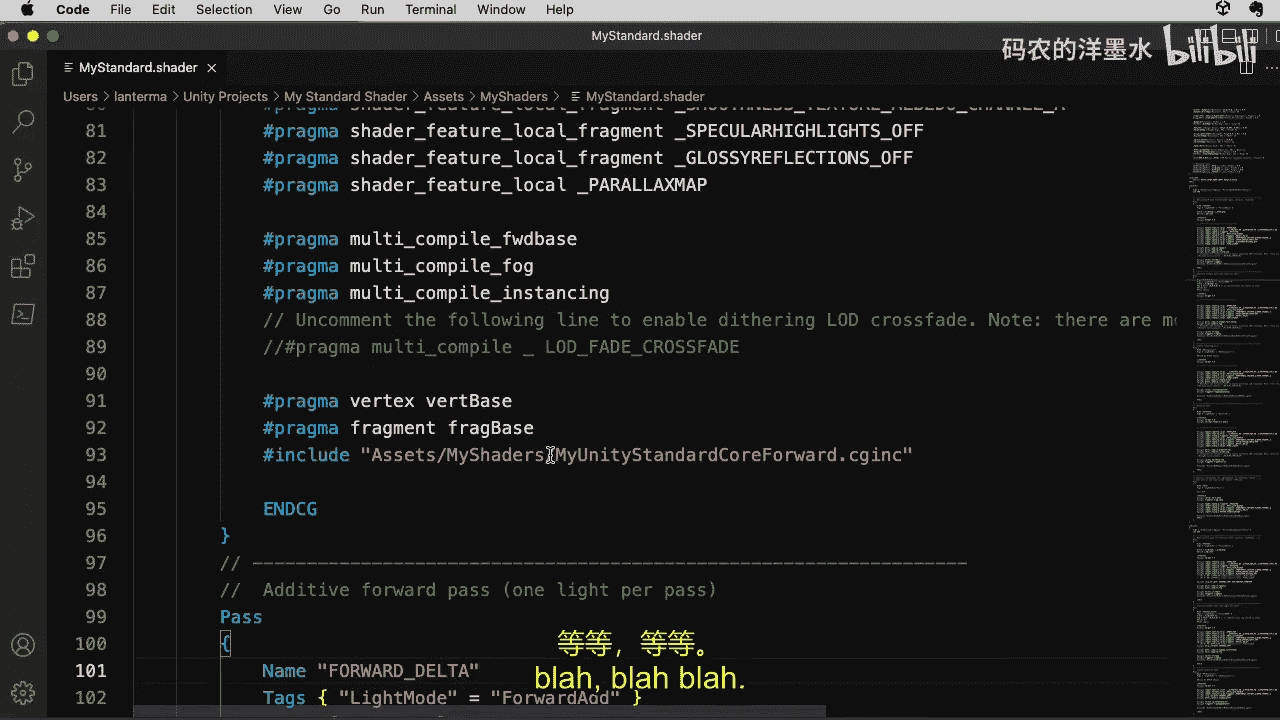 Code File Edit Selection View Go Run Terminal Window Help
MyStandard.shader
码农的洋墨水 bilibili
MyStandard.shader
Users > lanterma > Unity Projects > My Standard Shader > Assets > MyShaders > MyStandard.shader
81 #pragma shader_feature_local_fragment _SPECULARHIGHLIGHTS_OFF
82 #pragma shader_feature_local_fragment _GLOSSYREFLECTIONS_OFF
83 #pragma shader_feature_local _PARALLAXMAP
84
85 #pragma multi_compile_fwdbase
86 #pragma multi_compile_fog
87 #pragma multi_compile_instancing
88 // Uncomment the following line to enable dithering LOD crossfade. Note: there are
89 //#pragma multi_compile _ LOD_FADE_CROSSFADE
90
91 #pragma vertex vertBase
92 #pragma fragment fragBase
93 #include "Assets/MyShaders/MyUnityStandardCoreForward.cginc"
94
95 ENDCG
96 }
97 // ------------------------------------------------------------------
98 // Additive forward pass (one light per pass)
99 Pass
100 {
101 Name "FORWARD_DELTA"
102 Tags { "LightMode" = "ForwardAdd" }
等等，等等。
blah, blah blah.